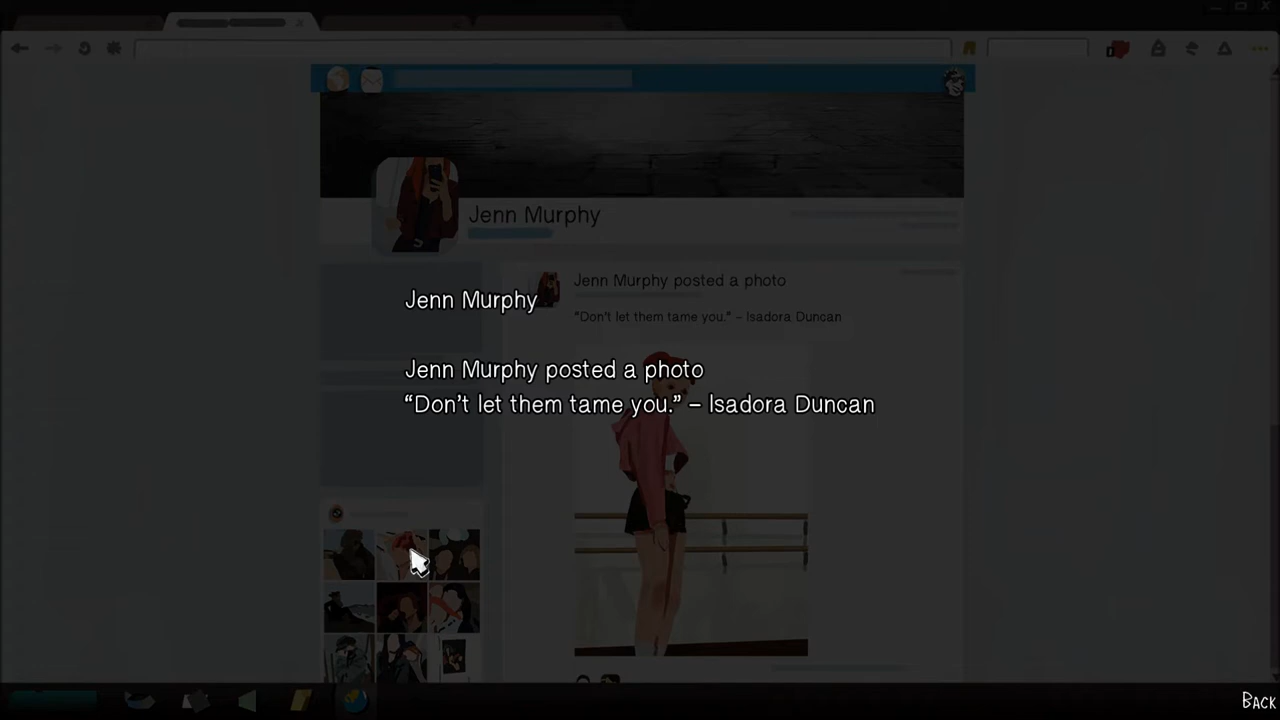 Jenn Murphy
Jenn Murphy posted a photo
“Don't let them tame you.” – Isadora Duncan
Jenn Murphy
Jenn Murphy posted a photo
“Don't let them tame you.” – Isadora Duncan
Back